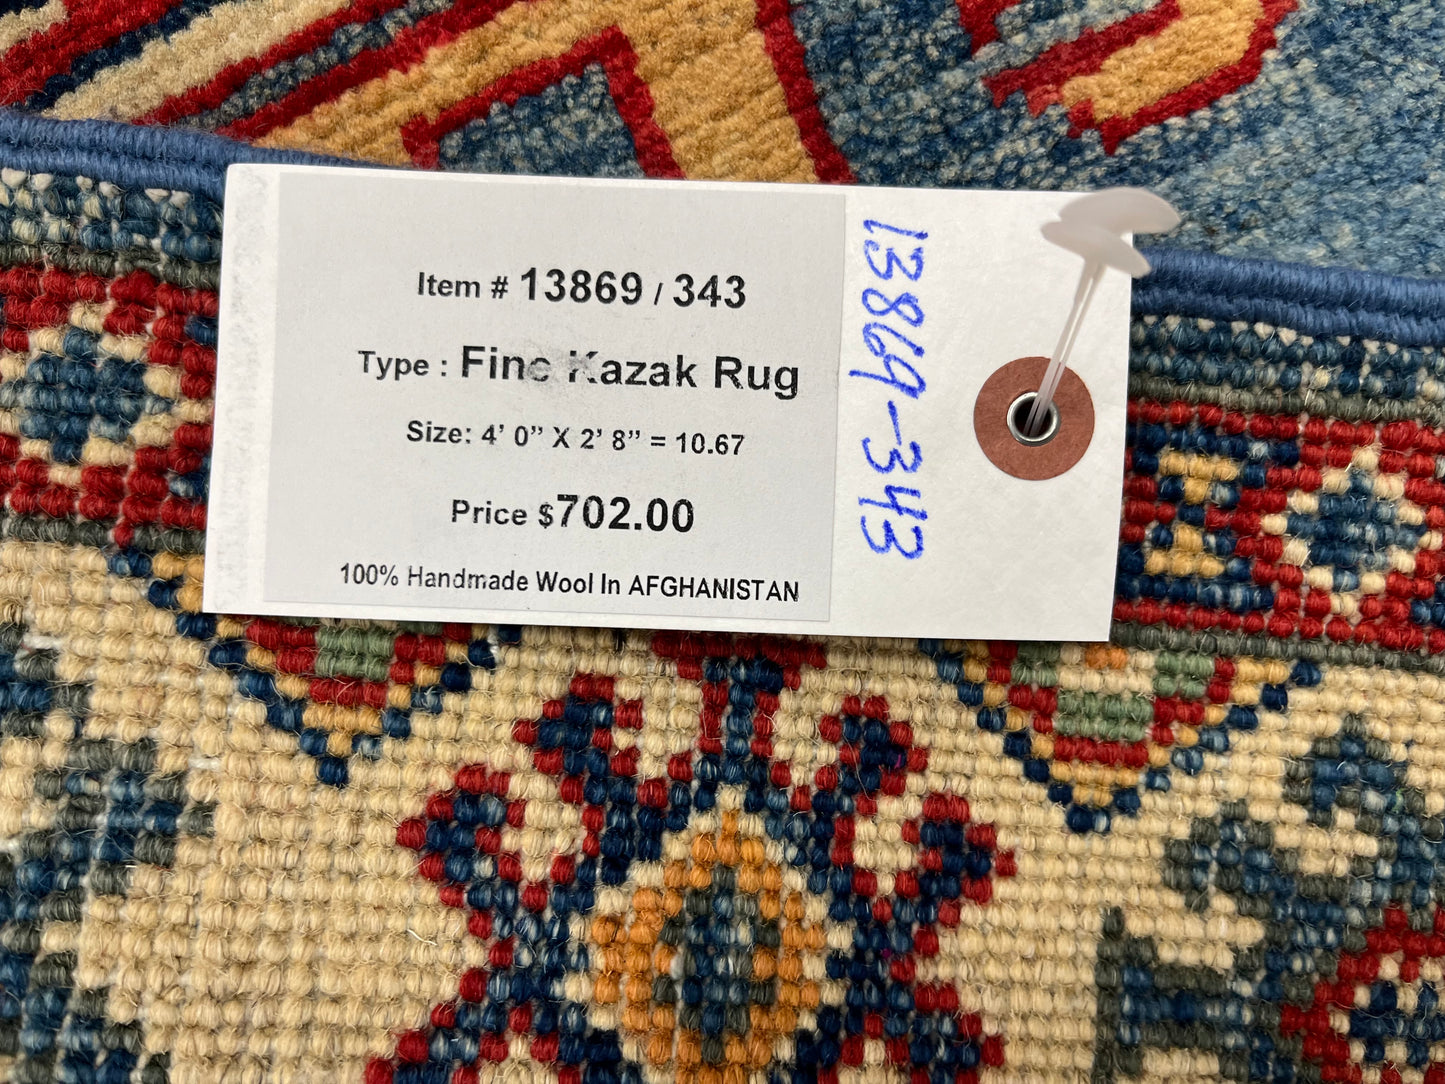 Item # 13869 / 343
Type : Fine Kazak Rug
Size: 4’ 0” X 2’ 8” = 10.67
Price $702.00
100% Handmade Wool In AFGHANISTAN
13869-343